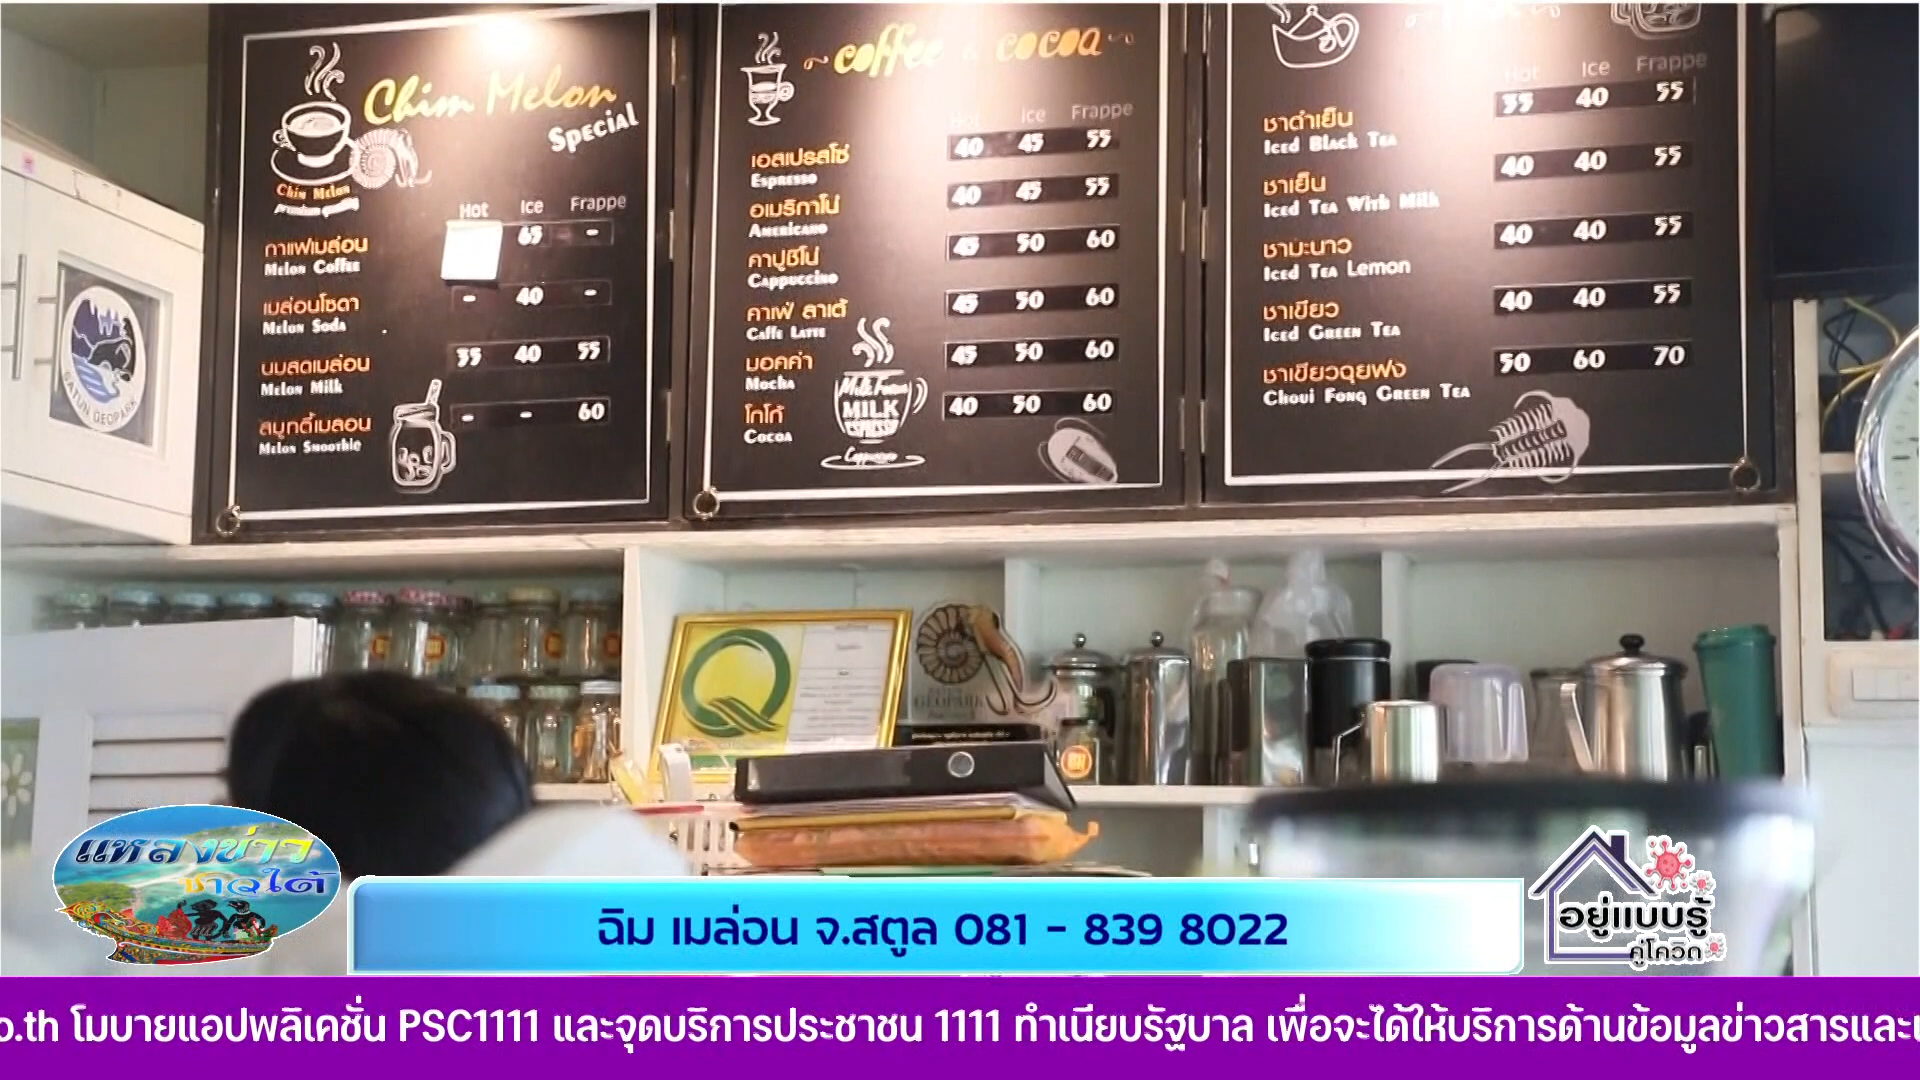 Chim Melon
Special
Chim Melon
premium quality
Hot Ice Frappe
กาแฟเมล่อน
Melon Coffee
65 -
เมล่อนโซดา
Melon Soda
- 40 -
นมสดเมล่อน
Melon Milk
35 40 55
สมูทตี้เมลอน
Melon Smoothie
- - 60
coffee & cocoa
Hot Ice Frappe
เอสเปรสโซ่
Espresso
40 45 55
อเมริกาโน่
Americano
40 45 55
คาปูชิโน่
Cappuccino
45 50 60
คาเฟ่ ลาเต้
Caffe Latte
45 50 60
มอคค่า
Mocha
45 50 60
โกโก้
Cocoa
40 50 60
Milk Foam
MILK
ESPRESSO
Cappuccino
Hot Ice Frappe
ชาดำเย็น
Iced Black Tea
35 40 55
ชาเย็น
Iced Tea With Milk
40 40 55
ชามะนาว
Iced Tea Lemon
40 40 55
ชาเขียว
Iced Green Tea
40 40 55
ชาเขียวฉุยฟง
Choui Fong Green Tea
50 60 70
SATUN GEOPARK
Q
GEOPARK
แหลงข่าว
ชาวใต้
ฉิม เมล่อน จ.สตูล 081 - 839 8022
อยู่แบบรู้
คู่โควิด
o.th โมบายแอปพลิเคชั่น PSC1111 และจุดบริการประชาชน 1111 ทำเนียบรัฐบาล เพื่อจะได้ให้บริการด้านข้อมูลข่าวสารและ